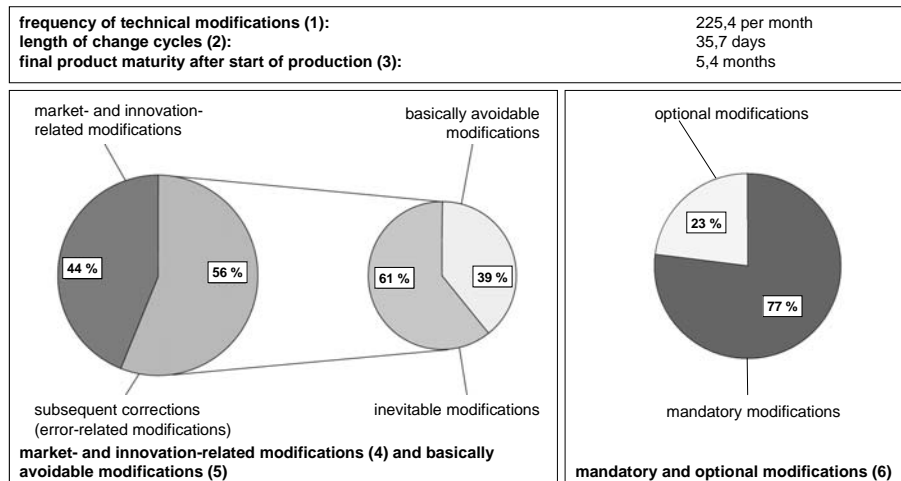 frequency of technical modifications (1): 225,4 per month
length of change cycles (2): 35,7 days
final product maturity after start of production (3): 5,4 months
market- and innovation-
related modifications
basically avoidable
modifications
44 %
56 %
61 %
39 %
subsequent corrections
(error-related modifications)
inevitable modifications
market- and innovation-related modifications (4) and basically
avoidable modifications (5)
optional modifications
23 %
77 %
mandatory modifications
mandatory and optional modifications (6)